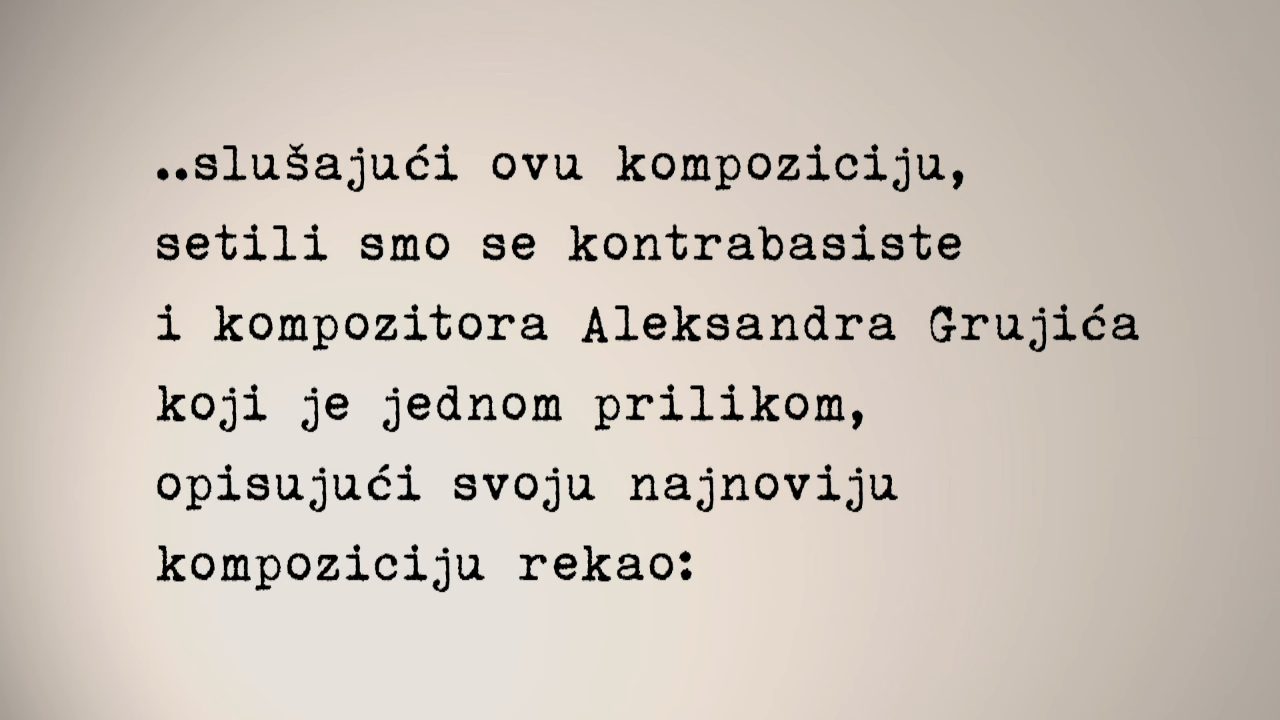 ..slušajući ovu kompoziciju,
setili smo se kontrabasiste
i kompozitora Aleksandra Grujića
koji je jednom prilikom,
opisujući svoju najnoviju
kompoziciju rekao: